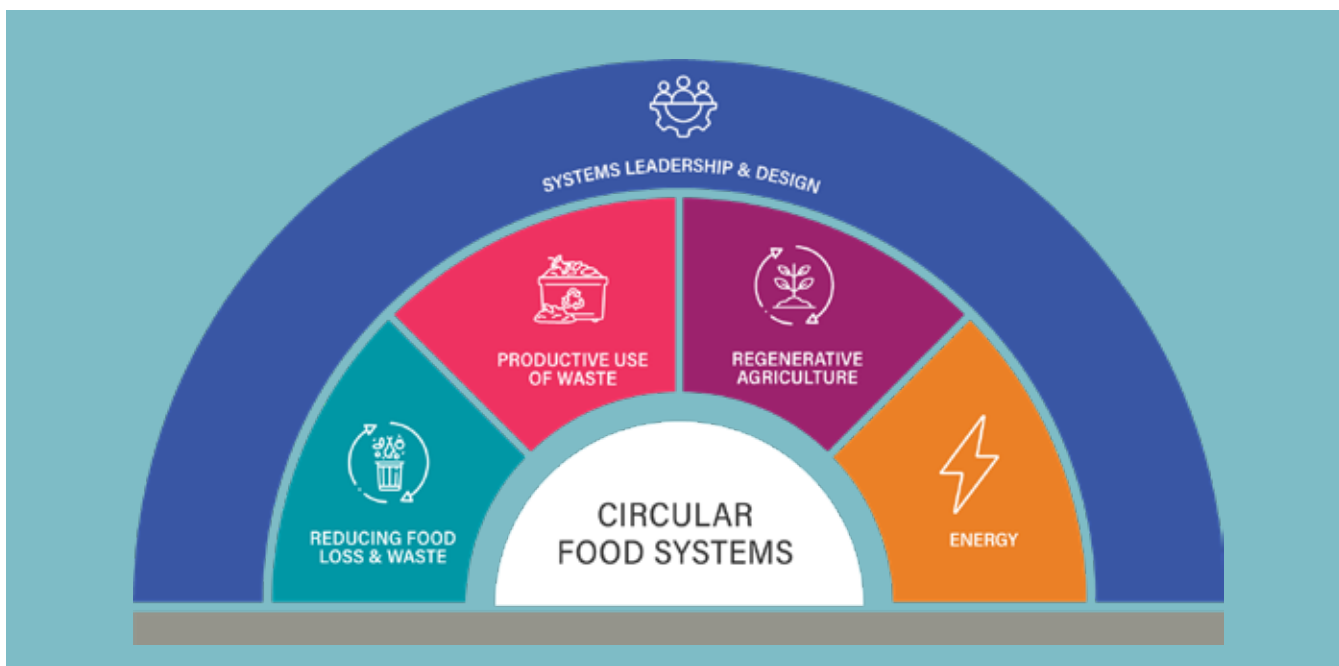 SYSTEMS LEADERSHIP & DESIGN
PRODUCTIVE USE
OF WASTE
REGENERATIVE
AGRICULTURE
REDUCING FOOD
LOSS & WASTE
ENERGY
CIRCULAR
FOOD SYSTEMS